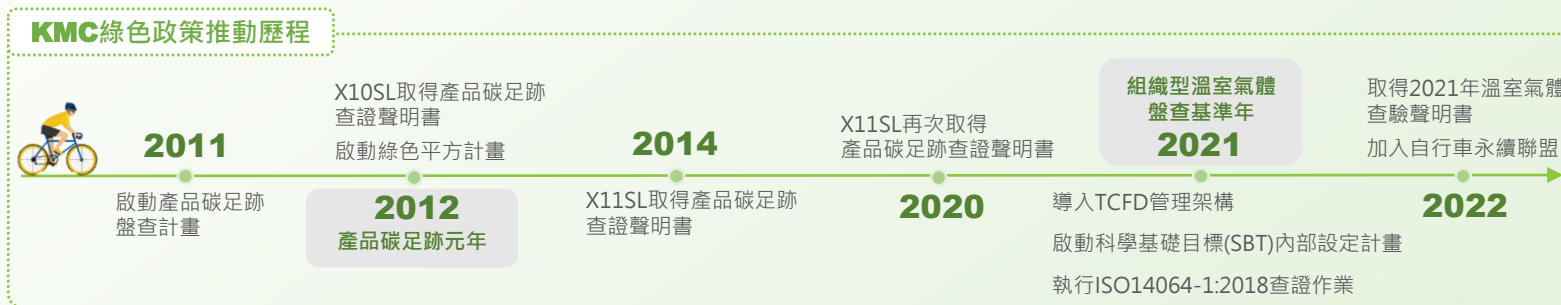 KMC綠色政策推動歷程
2011
啟動產品碳足跡
盤查計畫
X10SL取得產品碳足跡
查證聲明書
啟動綠色平方計畫
2012
產品碳足跡元年
2014
X11SL取得產品碳足跡
查證聲明書
X11SL再次取得
產品碳足跡查證聲明書
2020
組織型溫室氣體
盤查基準年
2021
導入TCFD管理架構
啟動科學基礎目標(SBT)內部設定計畫
執行ISO14064-1:2018查證作業
取得2021年溫室氣體
查驗聲明書
加入自行車永續聯盟
2022